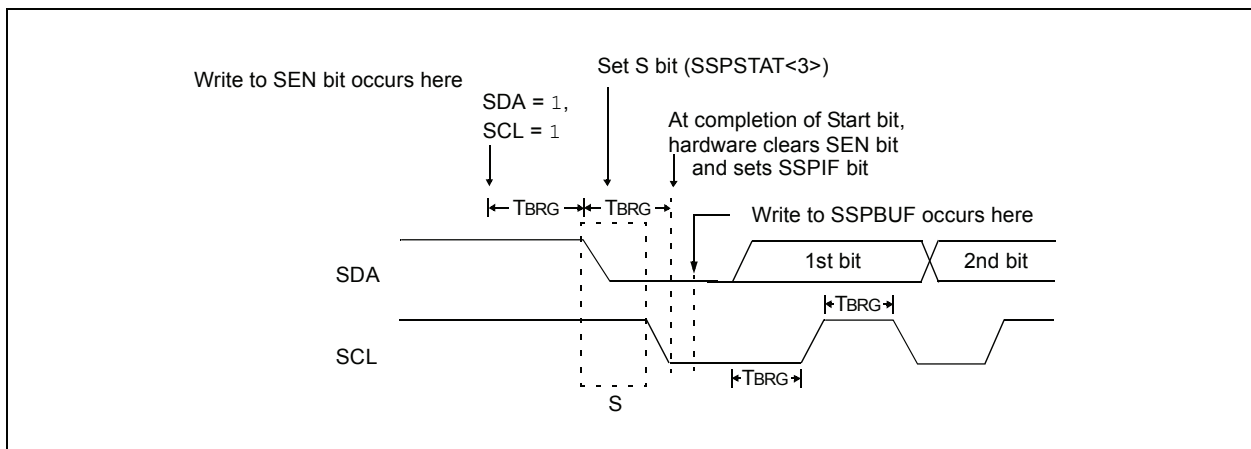 Set S bit (SSPSTAT<3>)
Write to SEN bit occurs here
SDA = 1,
SCL = 1
At completion of Start bit,
hardware clears SEN bit
and sets SSPIF bit
TBRG
TBRG
Write to SSPBUF occurs here
SDA
1st bit
2nd bit
TBRG
SCL
TBRG
S